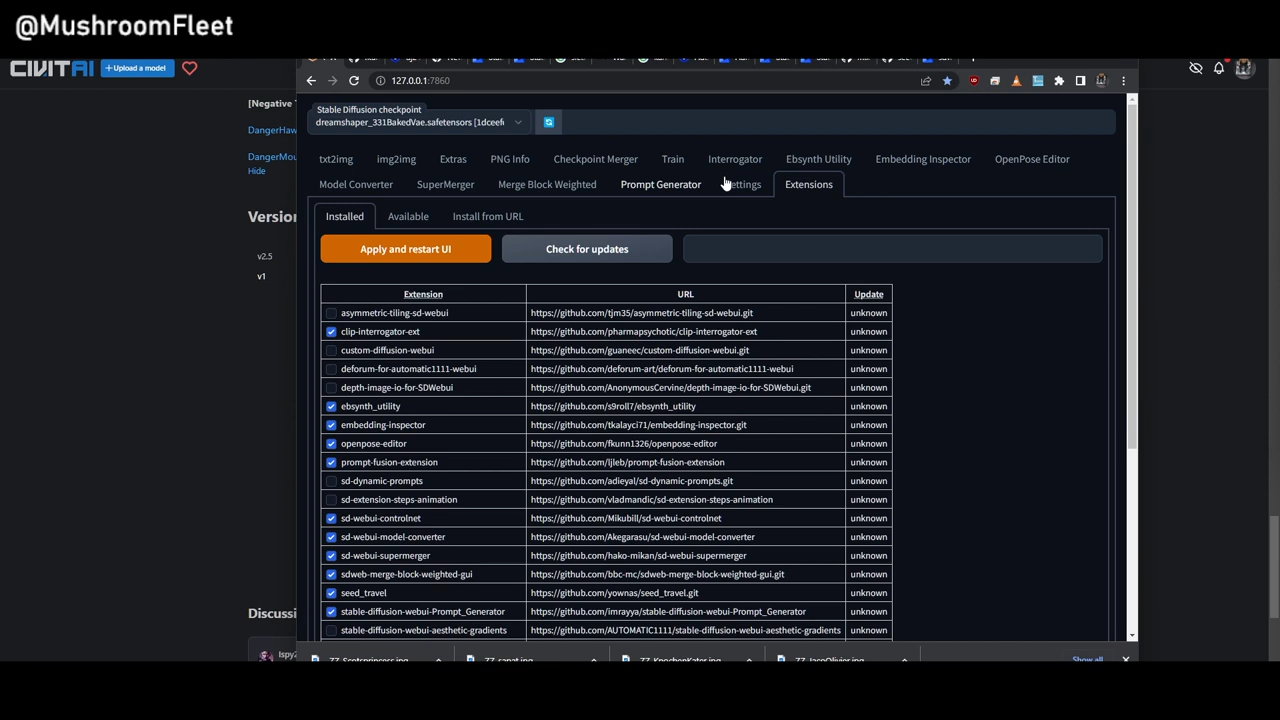 @MushroomFleet
CIVITAI
+Upload a model
127.0.0.1:7860
[Negative
Stable Diffusion checkpoint
dreamshaper_331BakedVae.safetensors [1dceef
DangerHaw
DangerMou
Hide
txt2img img2img Extras PNG Info Checkpoint Merger Train Interrogator Ebsynth Utility Embedding Inspector OpenPose Editor
Model Converter SuperMerger Merge Block Weighted Prompt Generator ettings Extensions
Version
Installed Available Install from URL
v2.5
v1
Apply and restart UI Check for updates
Extension URL Update
asymmetric-tiling-sd-webui https://github.com/tjm35/asymmetric-tiling-sd-webui.git unknown
clip-interrogator-ext https://github.com/pharmapsychotic/clip-interrogator-ext unknown
custom-diffusion-webui https://github.com/guaneec/custom-diffusion-webui.git unknown
deforum-for-automatic1111-webui https://github.com/deforum-art/deforum-for-automatic1111-webui unknown
depth-image-io-for-SDWebui https://github.com/AnonymousCervine/depth-image-io-for-SDWebui.git unknown
ebsynth_utility https://github.com/s9roll7/ebsynth_utility unknown
embedding-inspector https://github.com/tkalayci71/embedding-inspector.git unknown
openpose-editor https://github.com/fkunn1326/openpose-editor unknown
prompt-fusion-extension https://github.com/ljleb/prompt-fusion-extension unknown
sd-dynamic-prompts https://github.com/adieyal/sd-dynamic-prompts.git unknown
sd-extension-steps-animation https://github.com/vladmandic/sd-extension-steps-animation unknown
sd-webui-controlnet https://github.com/Mikubill/sd-webui-controlnet unknown
sd-webui-model-converter https://github.com/Akegarasu/sd-webui-model-converter unknown
sd-webui-supermerger https://github.com/hako-mikan/sd-webui-supermerger unknown
sdweb-merge-block-weighted-gui https://github.com/bbc-mc/sdweb-merge-block-weighted-gui.git unknown
seed_travel https://github.com/yownas/seed_travel.git unknown
stable-diffusion-webui-Prompt_Generator https://github.com/imrayya/stable-diffusion-webui-Prompt_Generator unknown
stable-diffusion-webui-aesthetic-gradients https://github.com/AUTOMATIC1111/stable-diffusion-webui-aesthetic-gradients unknown
Discussi
lspy2
ZZ_Scotsprincess.jpg ZZ_sapat.jpg ZZ_KnochenKater.jpg ZZ_JacoOlivier.jpg Show all